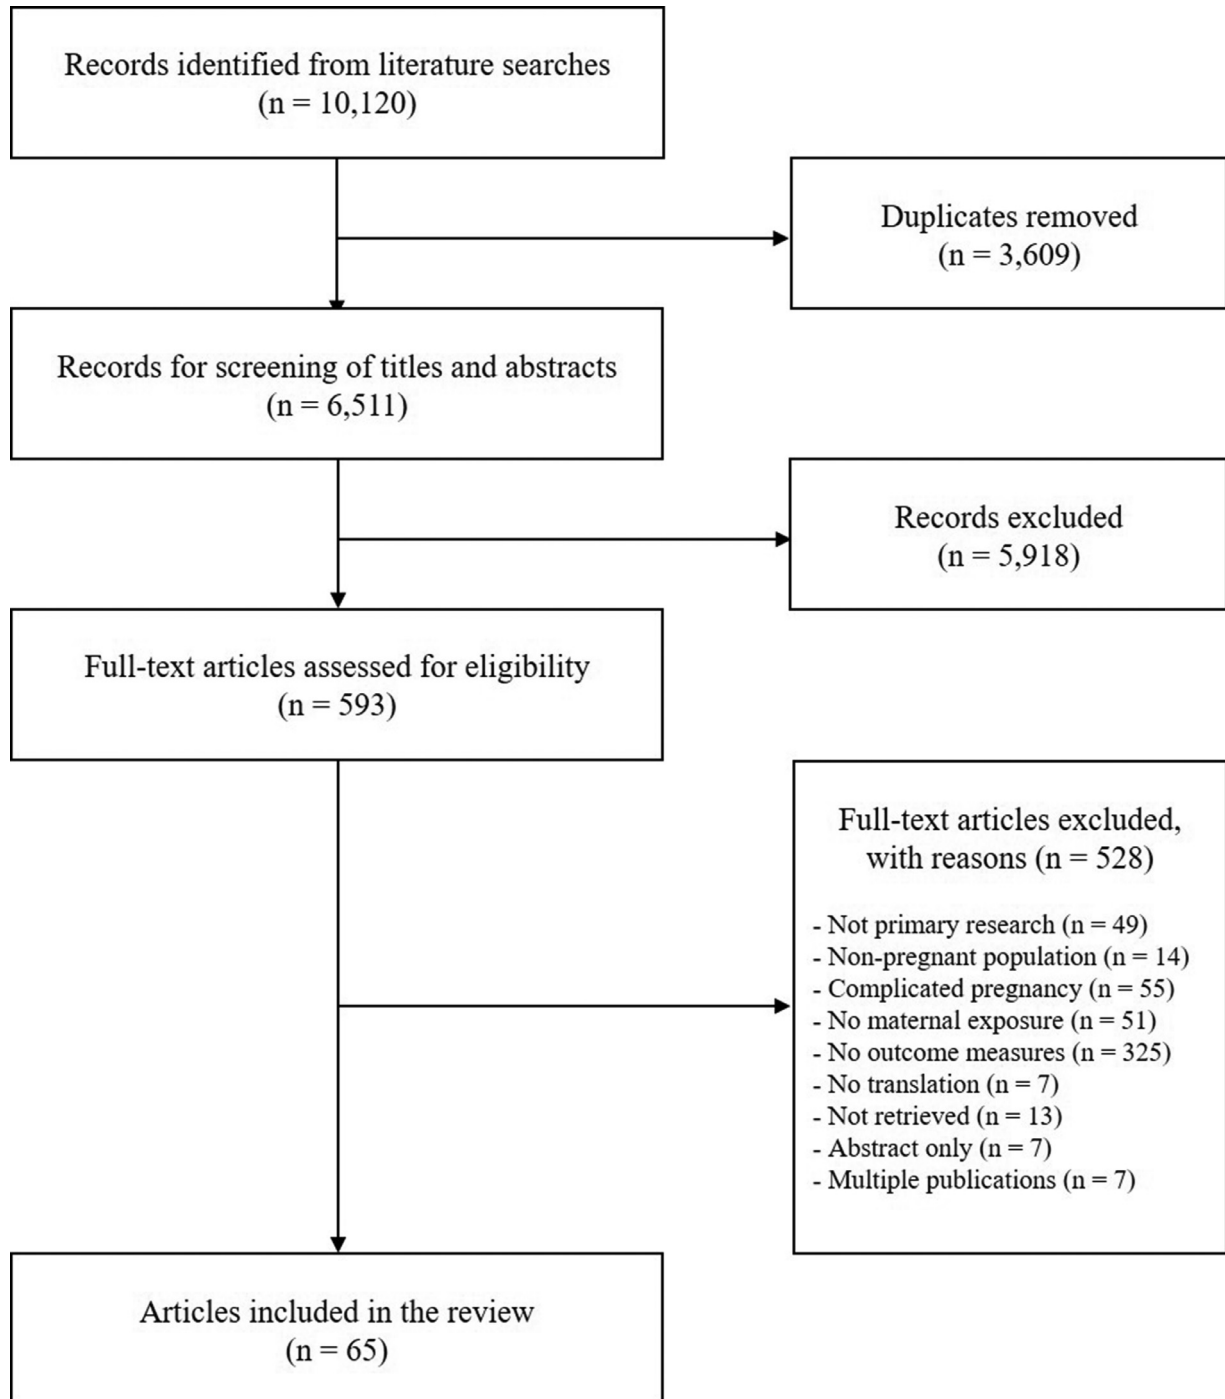 Records identified from literature searches
(n = 10,120)
Duplicates removed
(n = 3,609)
Records for screening of titles and abstracts
(n = 6,511)
Records excluded
(n = 5,918)
Full-text articles assessed for eligibility
(n = 593)
Full-text articles excluded,
with reasons (n = 528)
- Not primary research (n = 49)
- Non-pregnant population (n = 14)
- Complicated pregnancy (n = 55)
- No maternal exposure (n = 51)
- No outcome measures (n = 325)
- No translation (n = 7)
- Not retrieved (n = 13)
- Abstract only (n = 7)
- Multiple publications (n = 7)
Articles included in the review
(n = 65)